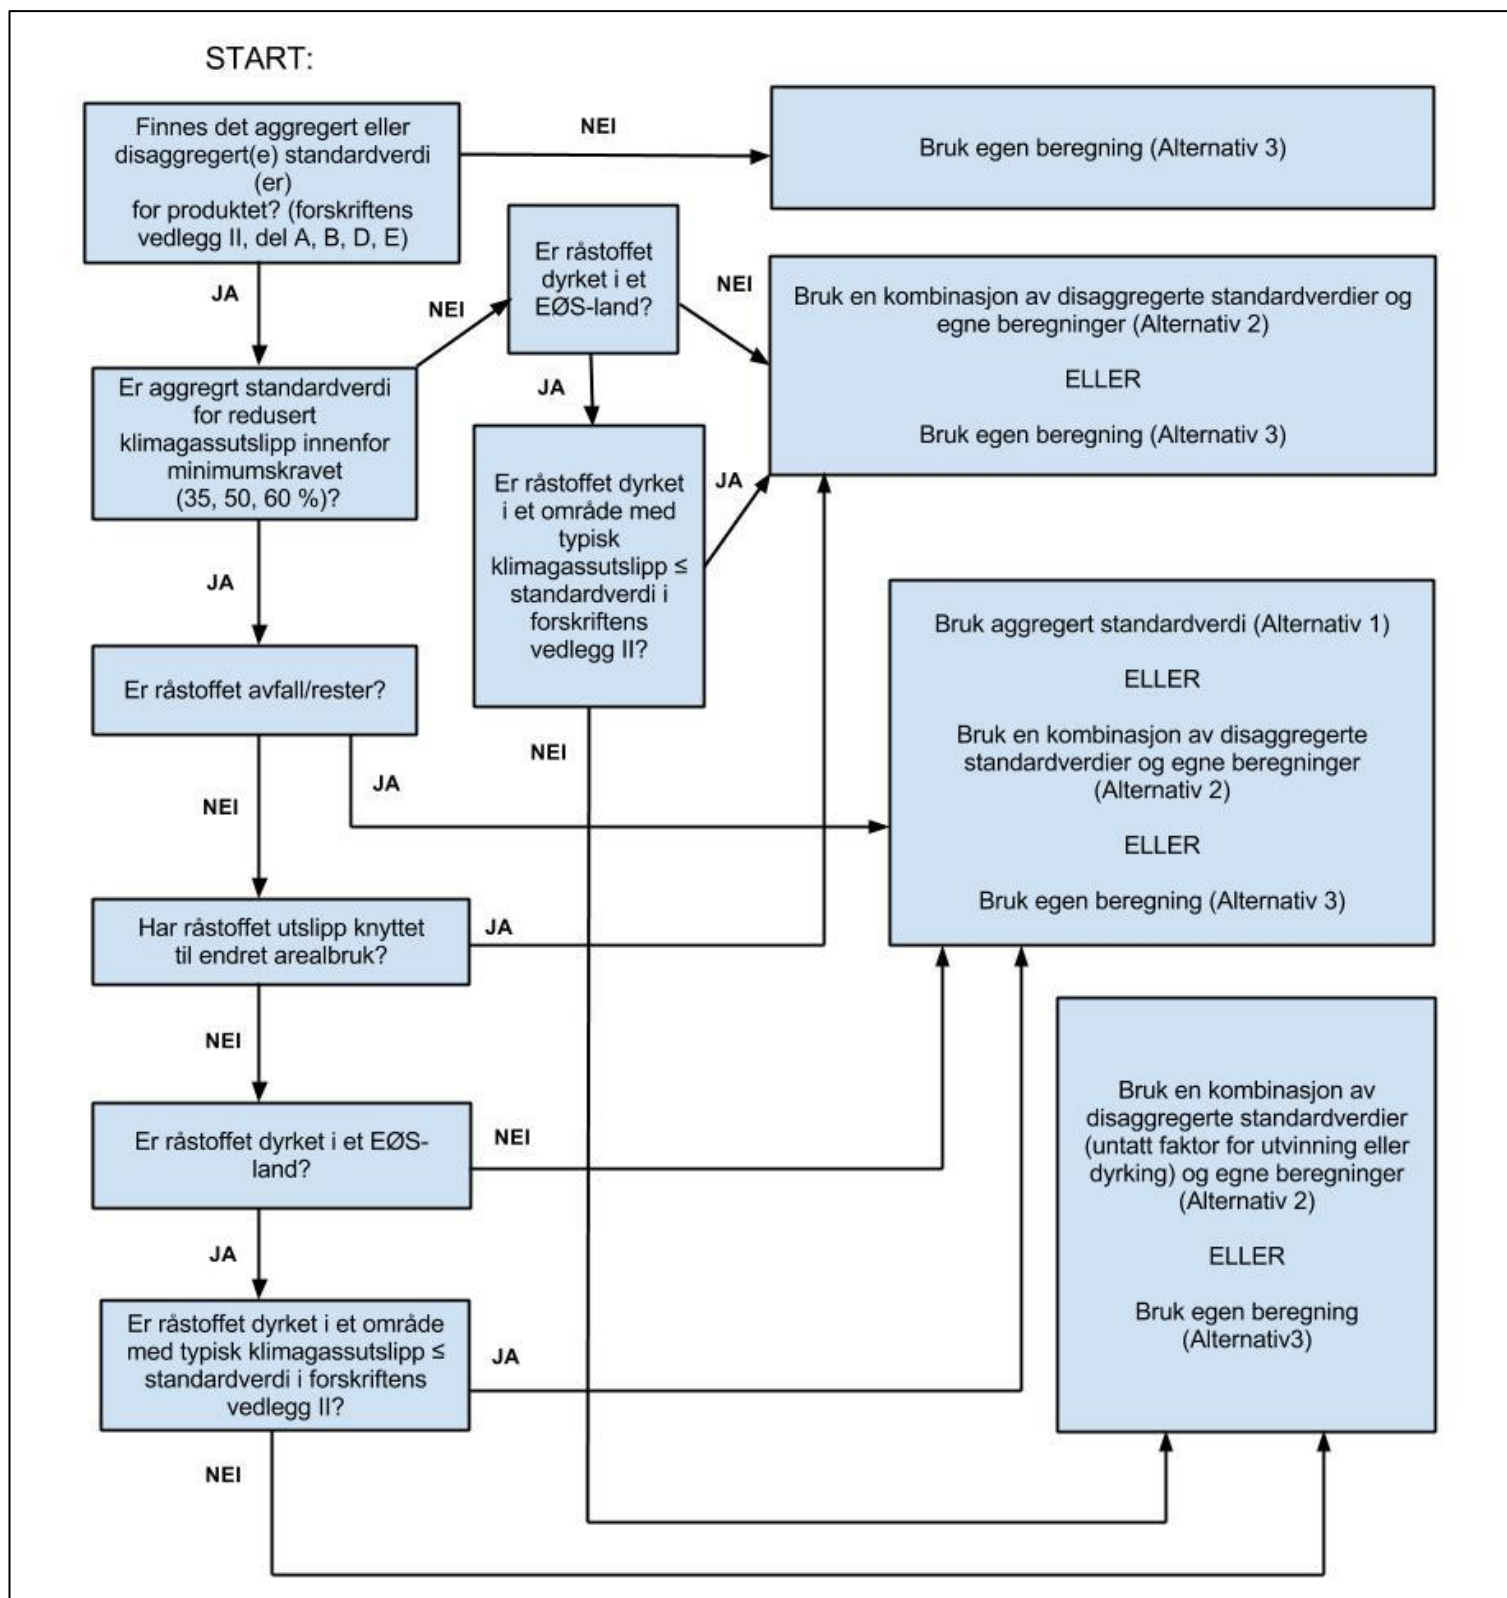 START:
Finnes det aggregert eller
disaggregert(e) standardverdi
(er)
for produktet? (forskriftens
vedlegg II, del A, B, D, E)
NEI
Bruk egen beregning (Alternativ 3)
JA
Er aggregrt standardverdi
for redusert
klimagassutslipp innenfor
minimumskravet
(35, 50, 60 %)?
NEI
Er råstoffet
dyrket i et
EØS-land?
NEI
Bruk en kombinasjon av disaggregerte standardverdier og
egne beregninger (Alternativ 2)
ELLER
Bruk egen beregning (Alternativ 3)
JA
Er råstoffet dyrket
i et område med
typisk
klimagassutslipp ≤
standardverdi i
forskriftens
vedlegg II?
JA
NEI
JA
Er råstoffet avfall/rester?
JA
Bruk aggregert standardverdi (Alternativ 1)
ELLER
Bruk en kombinasjon av disaggregerte
standardverdier og egne beregninger
(Alternativ 2)
ELLER
Bruk egen beregning (Alternativ 3)
NEI
Har råstoffet utslipp knyttet
til endret arealbruk?
JA
NEI
Er råstoffet dyrket i et EØS-
land?
NEI
JA
Er råstoffet dyrket i et område
med typisk klimagassutslipp ≤
standardverdi i forskriftens
vedlegg II?
JA
NEI
Bruk en kombinasjon av
disaggregerte standardverdier
(untatt faktor for utvinning eller
dyrking) og egne beregninger
(Alternativ 2)
ELLER
Bruk egen beregning
(Alternativ3)